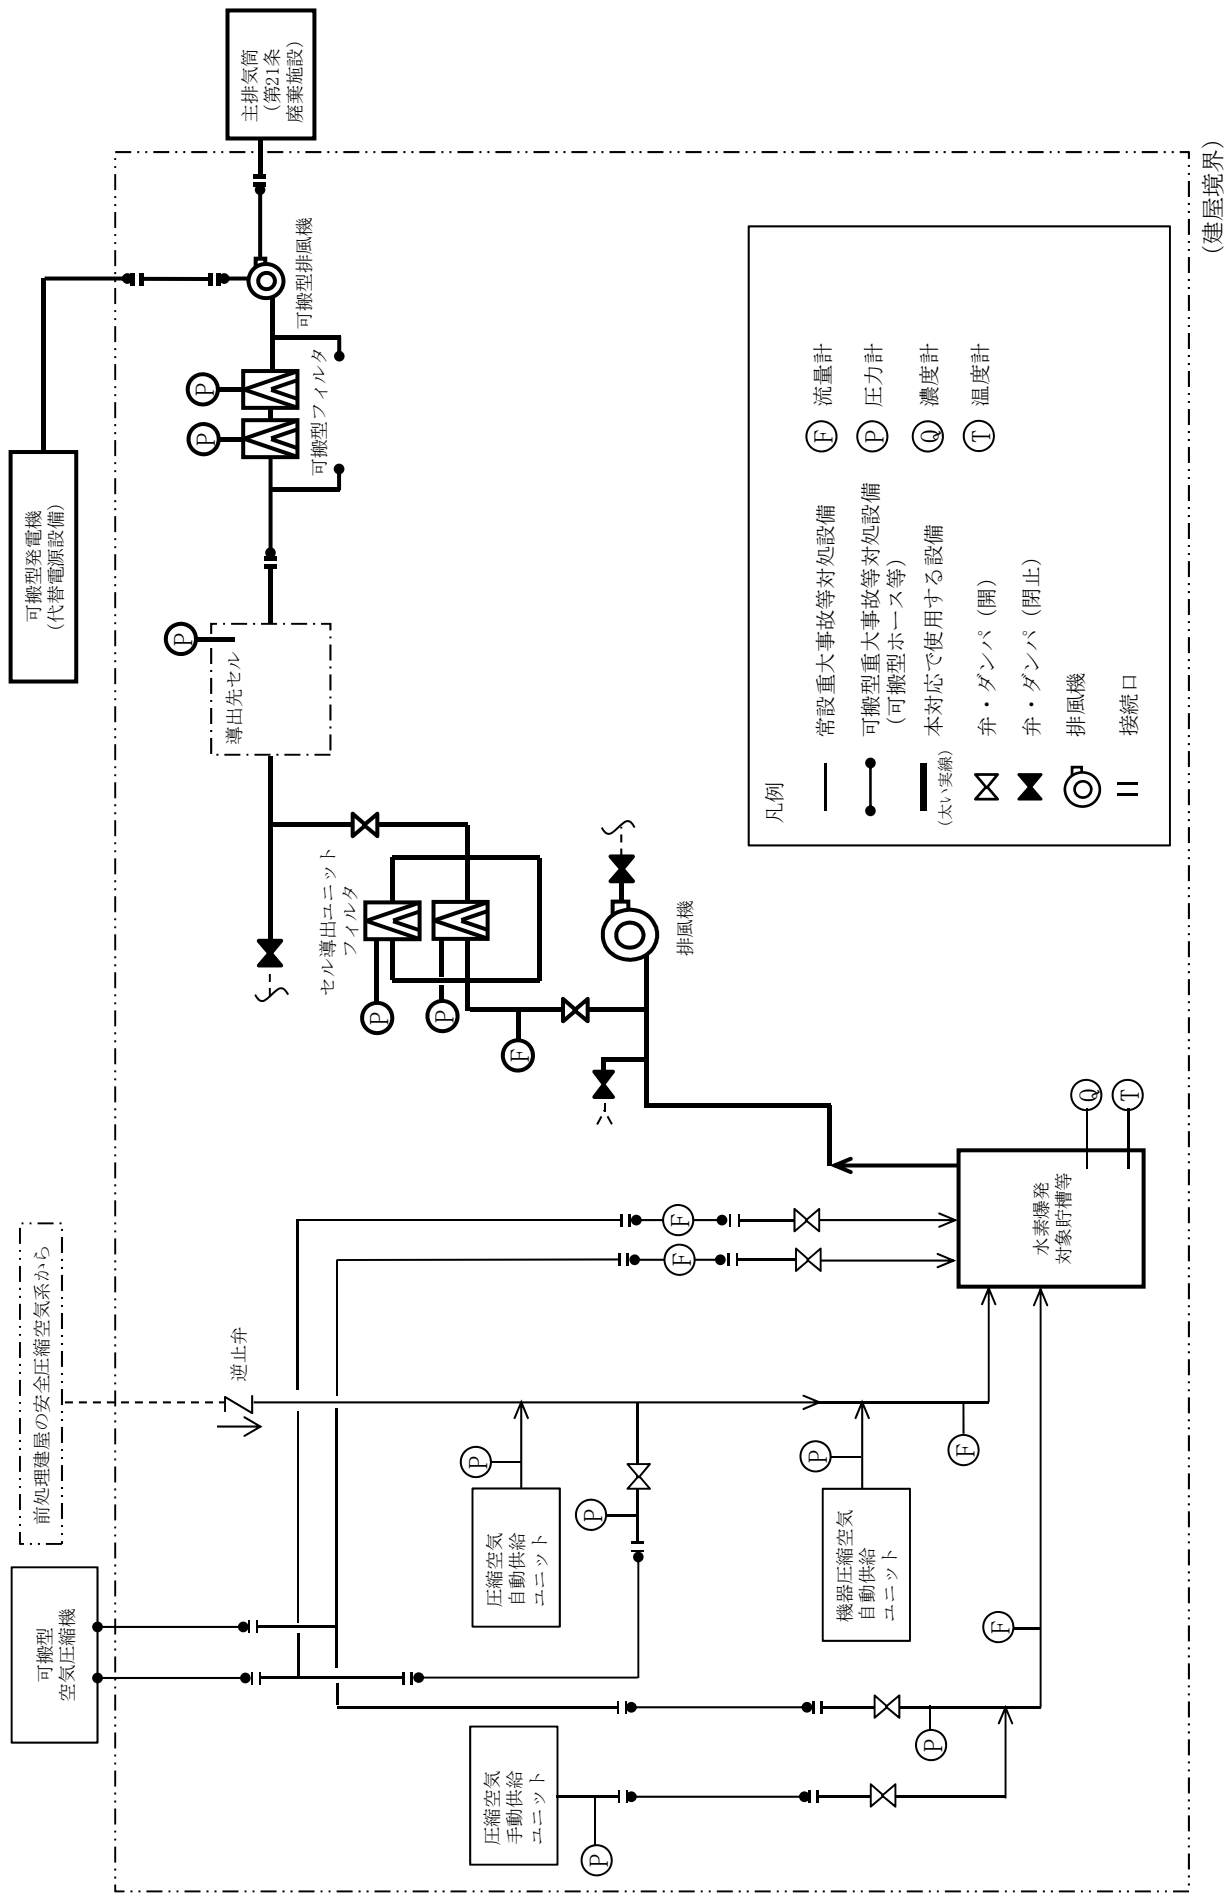 主排気筒
(第21条
廃棄施設)
(建屋境界)
可搬型排風機
可搬型フィルタ
P
P
可搬型発電機
(代替電源設備)
P
導出先セル
セル導出ユニット
フィルタ
P
P
F
排風機
凡例
常設重大事故等対処設備
可搬型重大事故等対処設備
(可搬型ホース等)
本対応で使用する設備
(太い実線)
弁・ダンパ (開)
弁・ダンパ (閉止)
排風機
接続口
F 流量計
P 圧力計
Q 濃度計
T 温度計
Q
T
水素爆発
対象貯槽等
F
F
前処理建屋の安全圧縮空気系から
逆止弁
P
圧縮空気
自動供給
ユニット
P
P
機器圧縮空気
自動供給
ユニット
F
F
可搬型
空気圧縮機
P
圧縮空気
手動供給
ユニット
P